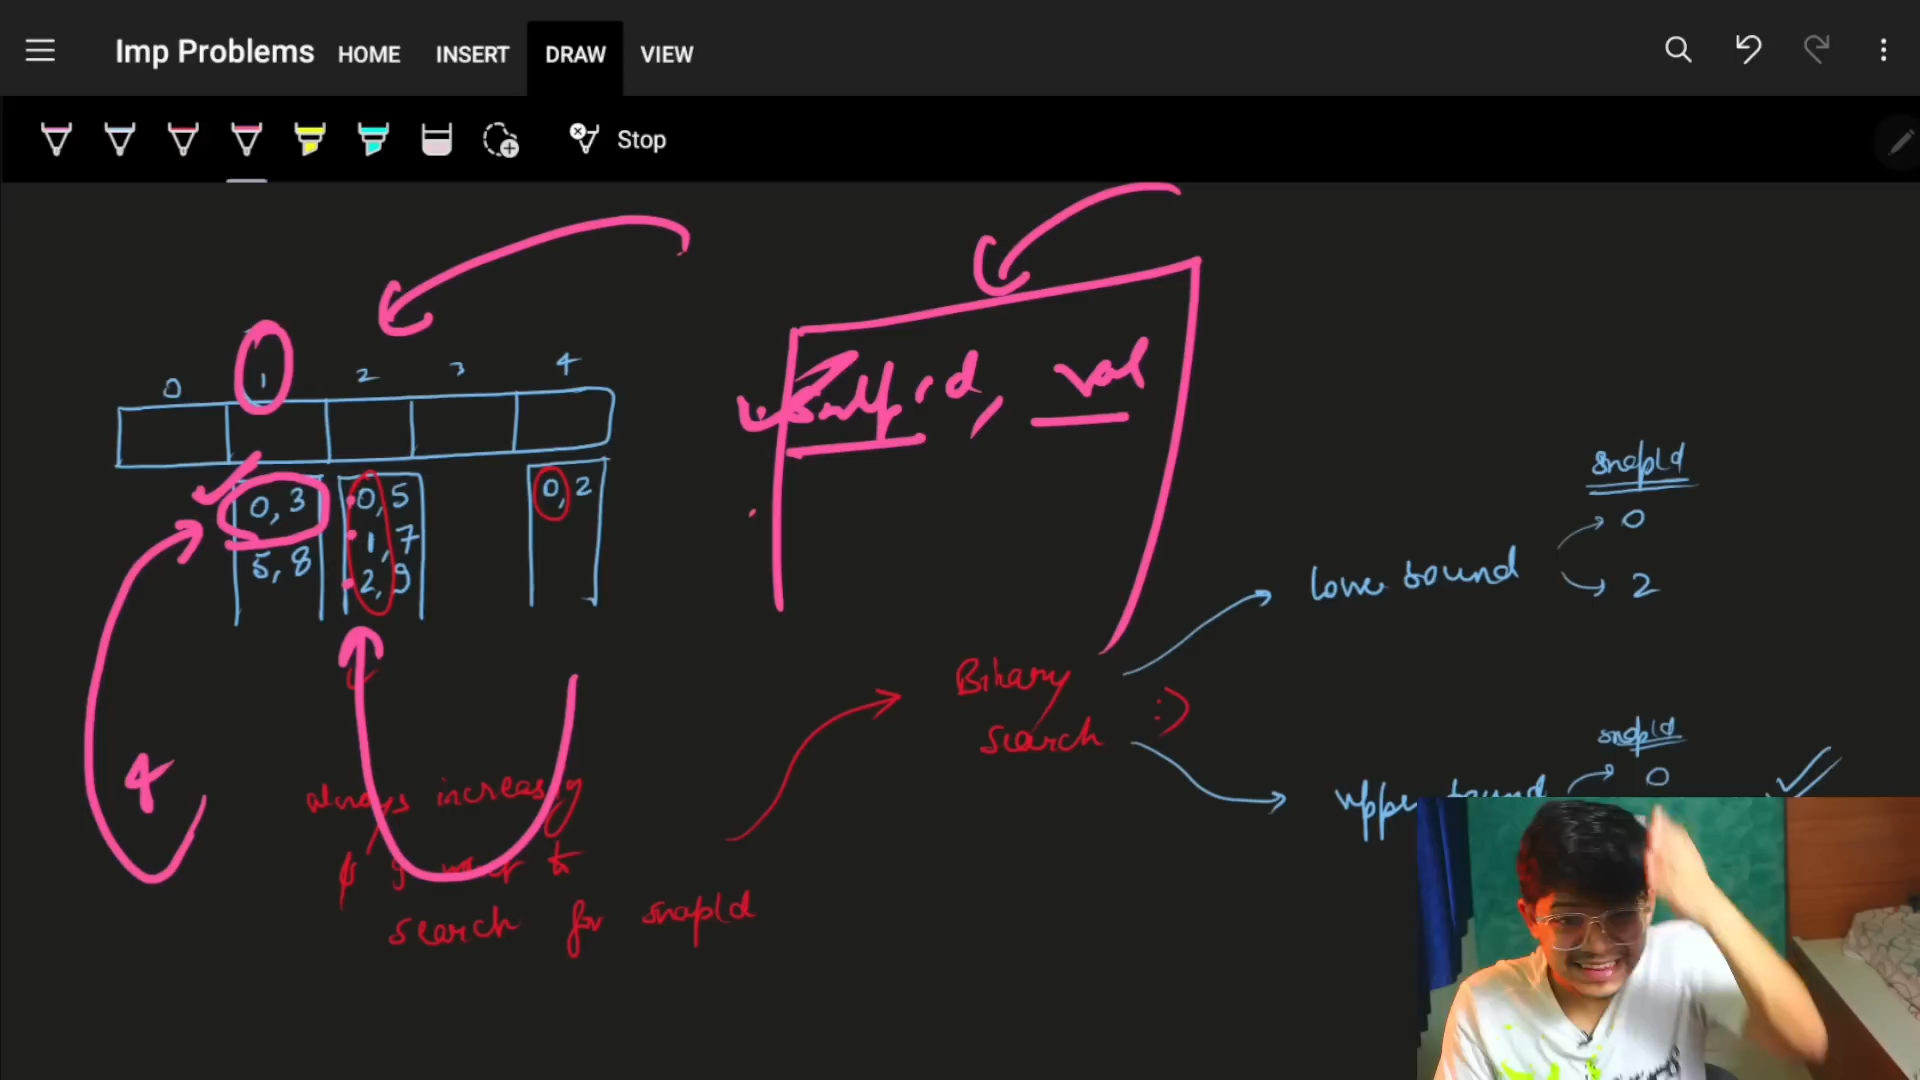 Imp Problems HOME INSERT DRAW VIEW
Stop
0 1 2 3 4
0, 3
5, 8
0, 5
1, 7
2, 9
0, 2
id, val
Binary
search :)
lower bound
snapId
0
2
upper bound
snapId
0
4
always increasing
search for snapId